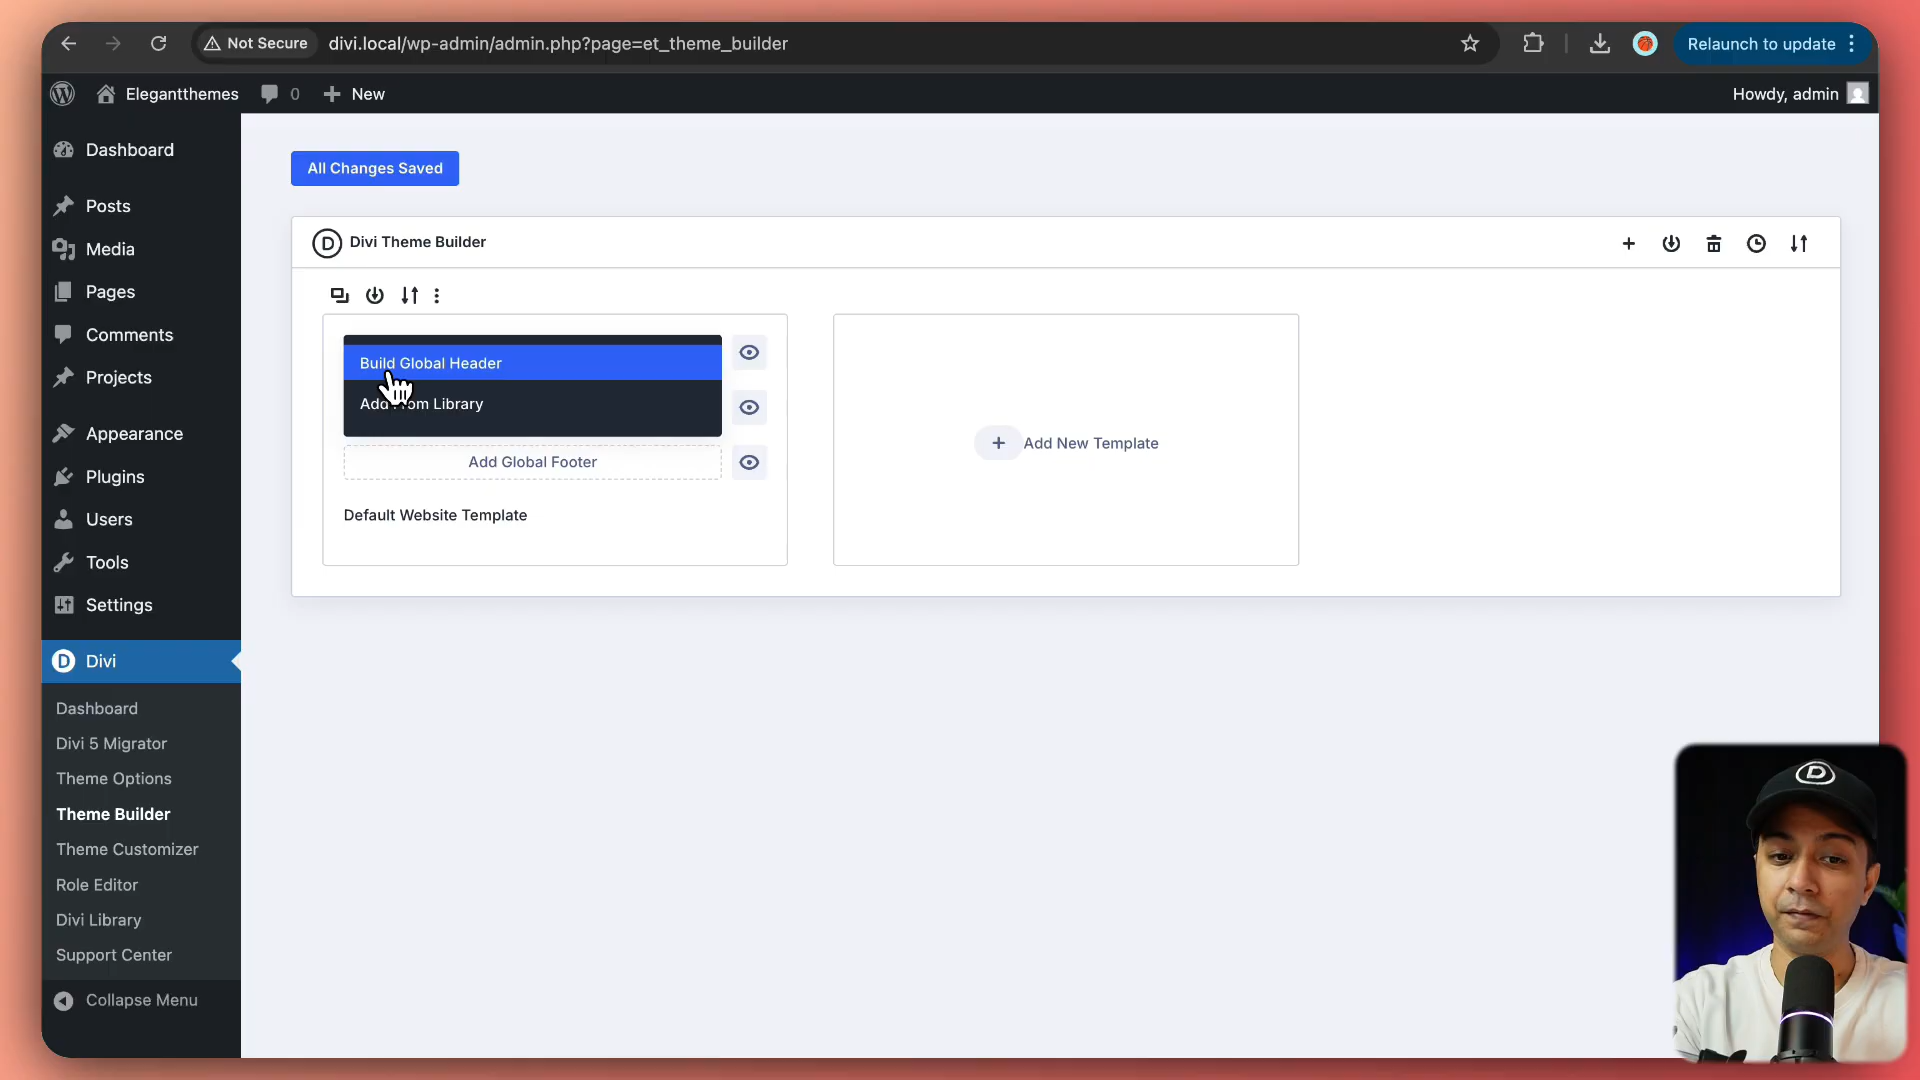 Not Secure
divi.local/wp-admin/admin.php?page=et_theme_builder
Relaunch to update
Elegantthemes
0
New
Howdy, admin
Dashboard
Posts
Media
Pages
Comments
Projects
Appearance
Plugins
Users
Tools
Settings
Divi
Dashboard
Divi 5 Migrator
Theme Options
Theme Builder
Theme Customizer
Role Editor
Divi Library
Support Center
Collapse Menu
All Changes Saved
D Divi Theme Builder
Build Global Header
Add From Library
Add Global Footer
Default Website Template
Add New Template
D